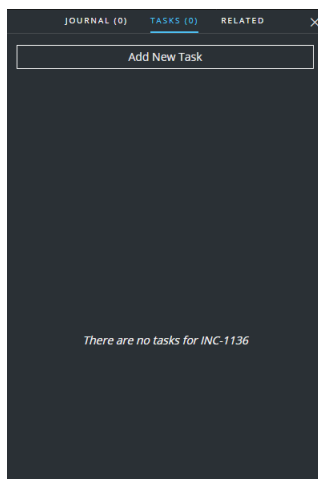 JOURNAL (0) TASKS (0) RELATED
Add New Task
There are no tasks for INC-1136